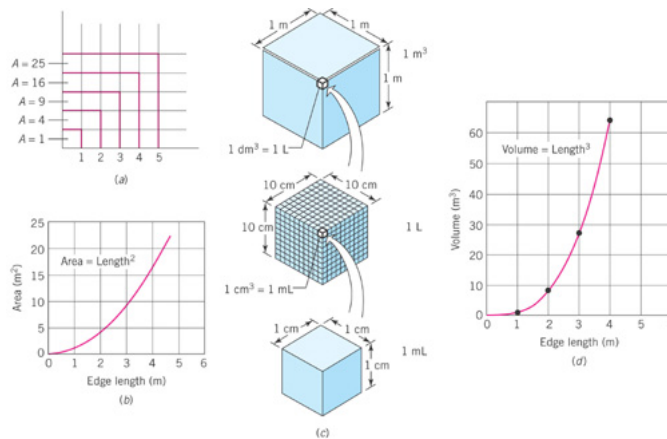 A = 25
A = 16
A = 9
A = 4
A = 1
1 2 3 4 5
(a)
25
20
15
10
5
0
Area (m²)
Area = Length²
0 1 2 3 4 5 6
Edge length (m)
(b)
1 m
1 m
1 m³
1 m
1 dm³ = 1 L
10 cm
10 cm
10 cm
1 L
1 cm³ = 1 mL
1 cm
1 cm
1 mL
1 cm
(c)
60
50
40
30
20
10
0
Volume (m³)
Volume = Length³
0 1 2 3 4 5
Edge length (m)
(d)